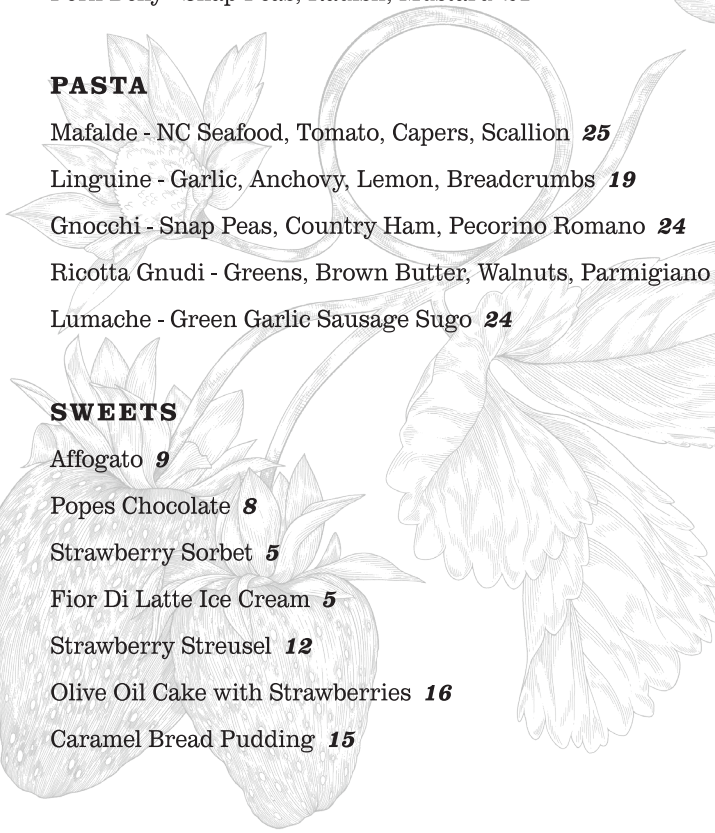 PASTA
Mafalde - NC Seafood, Tomato, Capers, Scallion 25
Linguine - Garlic, Anchovy, Lemon, Breadcrumbs 19
Gnocchi - Snap Peas, Country Ham, Pecorino Romano 24
Ricotta Gnudi - Greens, Brown Butter, Walnuts, Parmigiano
Lumache - Green Garlic Sausage Sugo 24
SWEETS
Affogato 9
Popes Chocolate 8
Strawberry Sorbet 5
Fior Di Latte Ice Cream 5
Strawberry Streusel 12
Olive Oil Cake with Strawberries 16
Caramel Bread Pudding 15